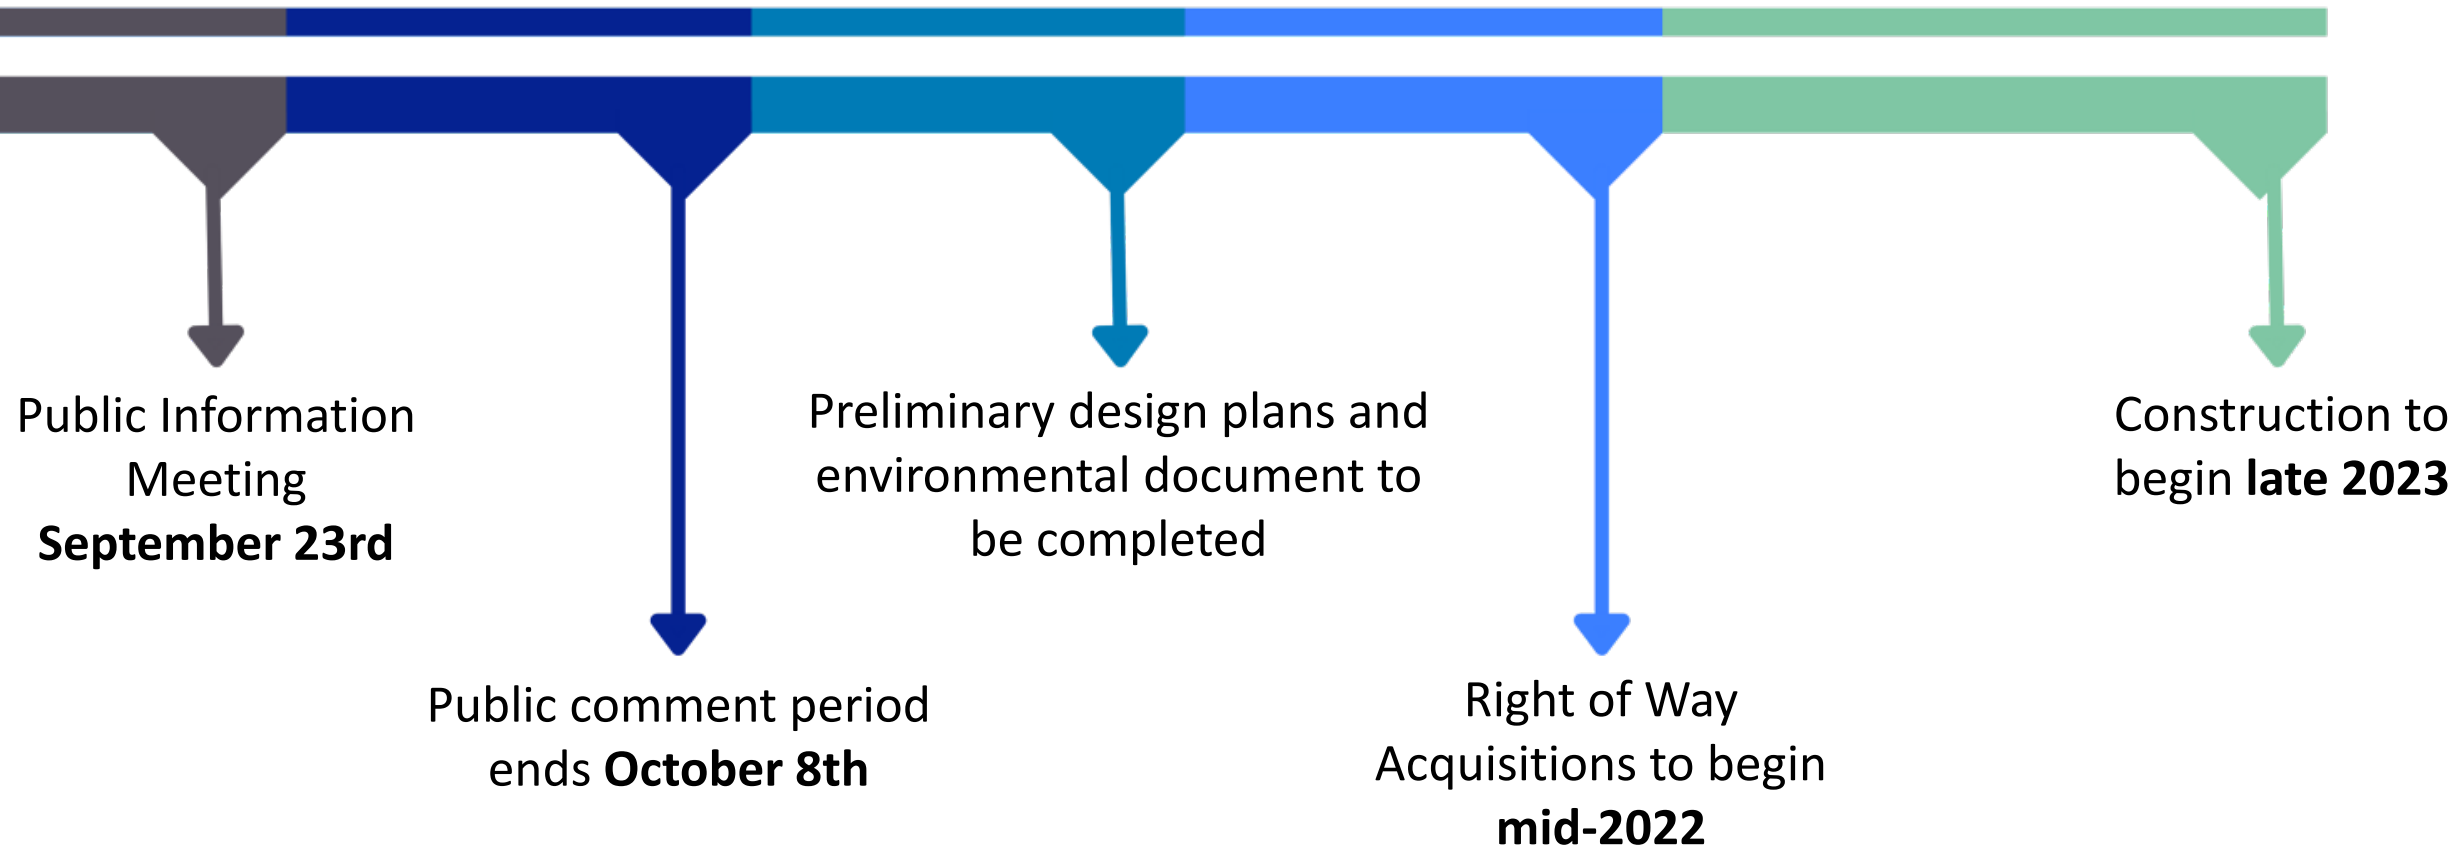 Public Information
Meeting
September 23rd
Public comment period
ends October 8th
Preliminary design plans and
environmental document to
be completed
Right of Way
Acquisitions to begin
mid-2022
Construction to
begin late 2023